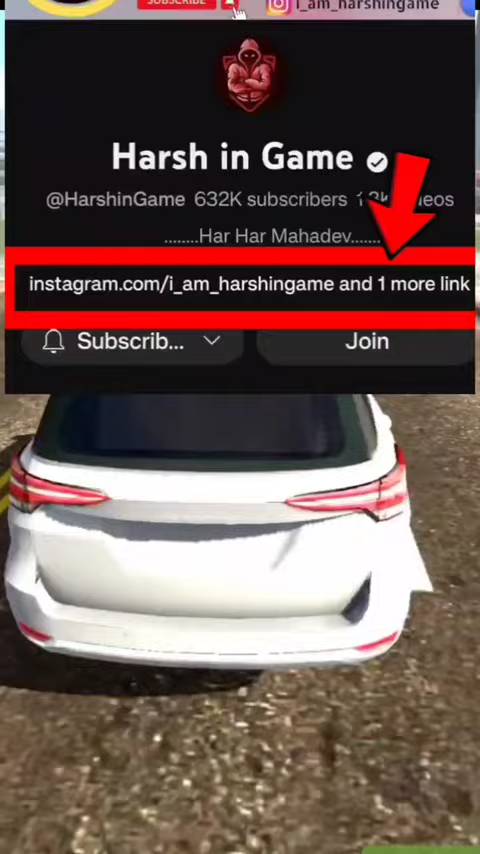 SUBSCRIBE
i_am_harshingame
Harsh in Game
@HarshinGame 632K subscribers
........Har Har Mahadev.......
instagram.com/i_am_harshingame and 1 more link
Subscrib...
Join